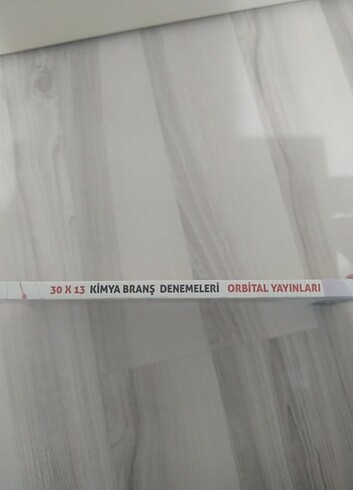 30 X 13 KİMYA BRANŞ DENEMELERİ ORBİTAL YAYINLARI